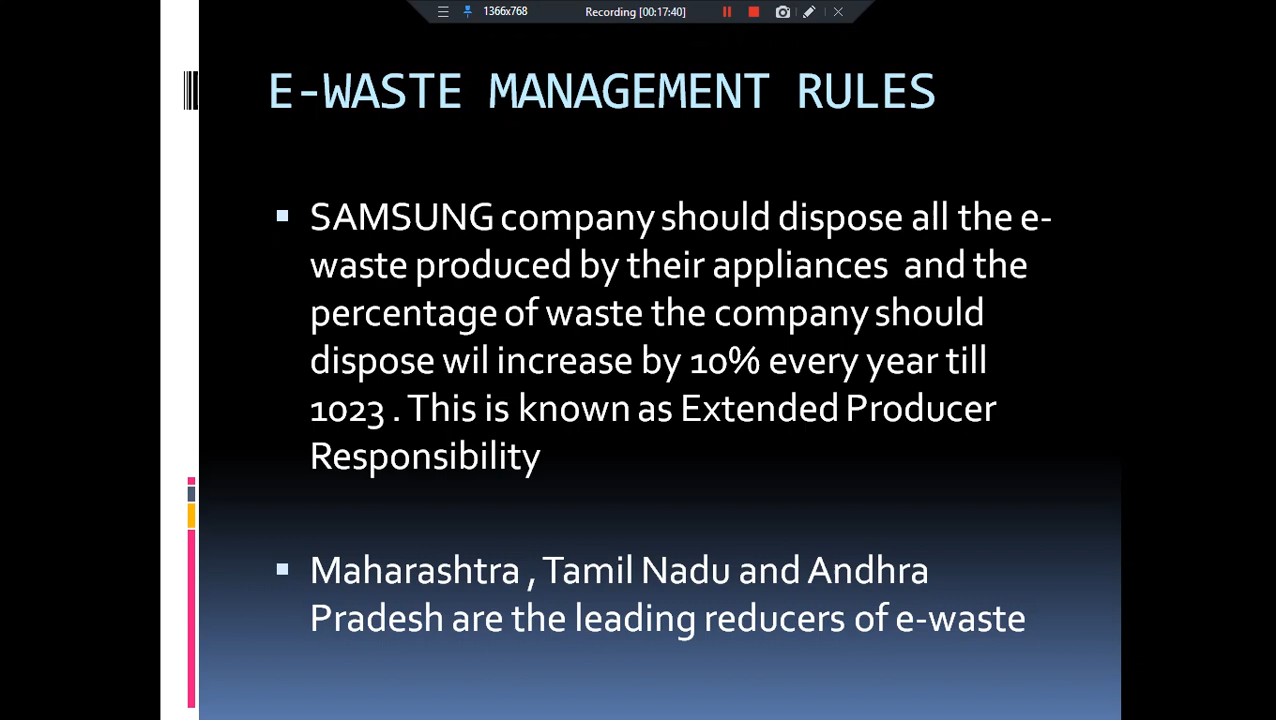 1366x768
Recording [00:17:40]
E-WASTE MANAGEMENT RULES
SAMSUNG company should dispose all the e-
waste produced by their appliances and the
percentage of waste the company should
dispose wil increase by 10% every year till
1023 . This is known as Extended Producer
Responsibility
Maharashtra , Tamil Nadu and Andhra
Pradesh are the leading reducers of e-waste